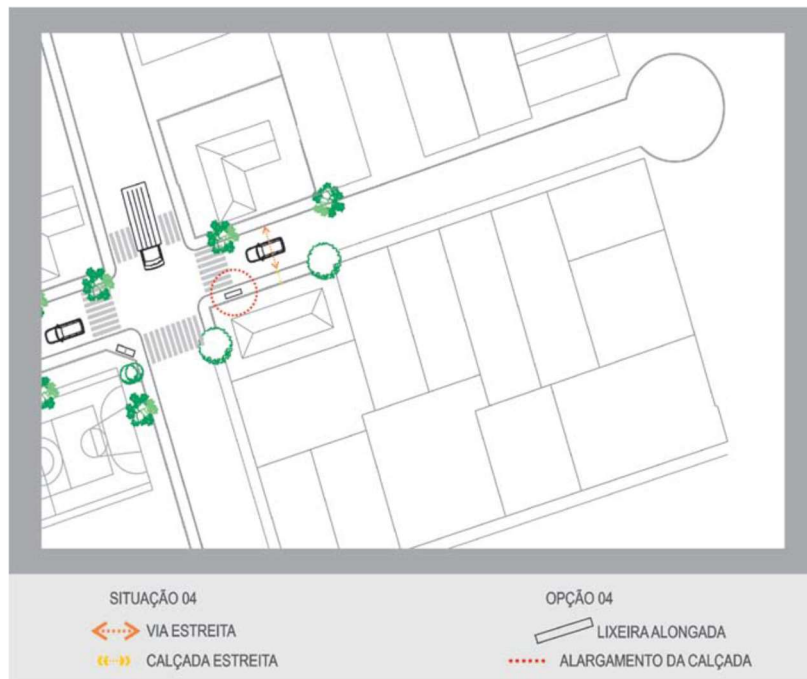 SITUAÇÃO 04
VIA ESTREITA
CALÇADA ESTREITA
OPÇÃO 04
LIXEIRA ALONGADA
ALARGAMENTO DA CALÇADA